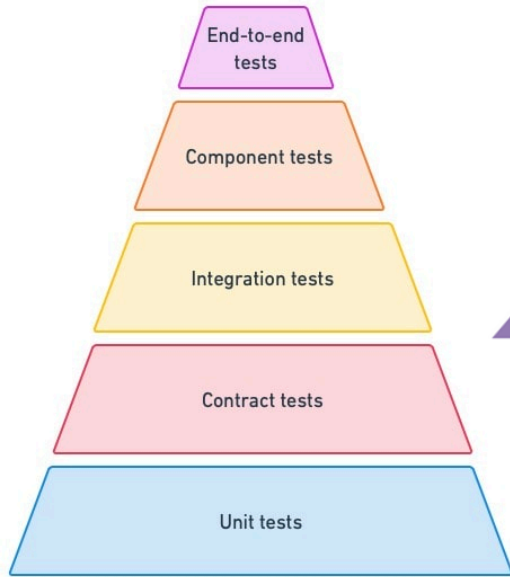 End-to-end
tests
Component tests
Integration tests
Contract tests
Unit tests